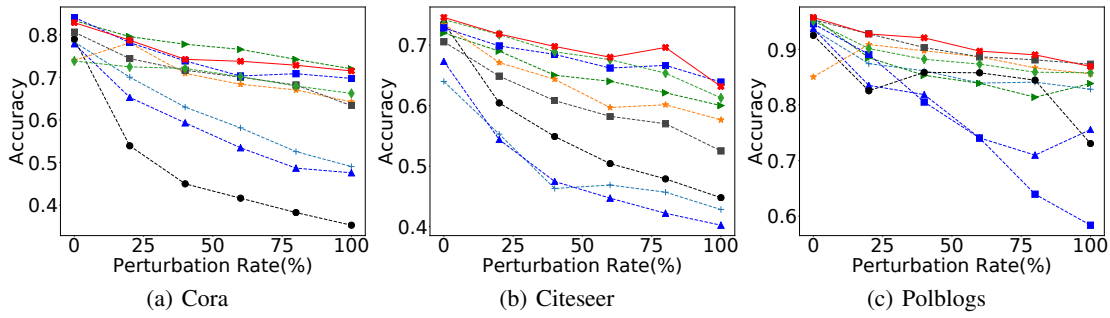 0.8
0.7
0.6
0.5
0.4
Accuracy
0 25 50 75 100
Perturbation Rate(%)
(a) Cora
0.7
0.6
0.5
0.4
Accuracy
0 25 50 75 100
Perturbation Rate(%)
(b) Citeseer
0.9
0.8
0.7
0.6
Accuracy
0 25 50 75 100
Perturbation Rate(%)
(c) Polblogs